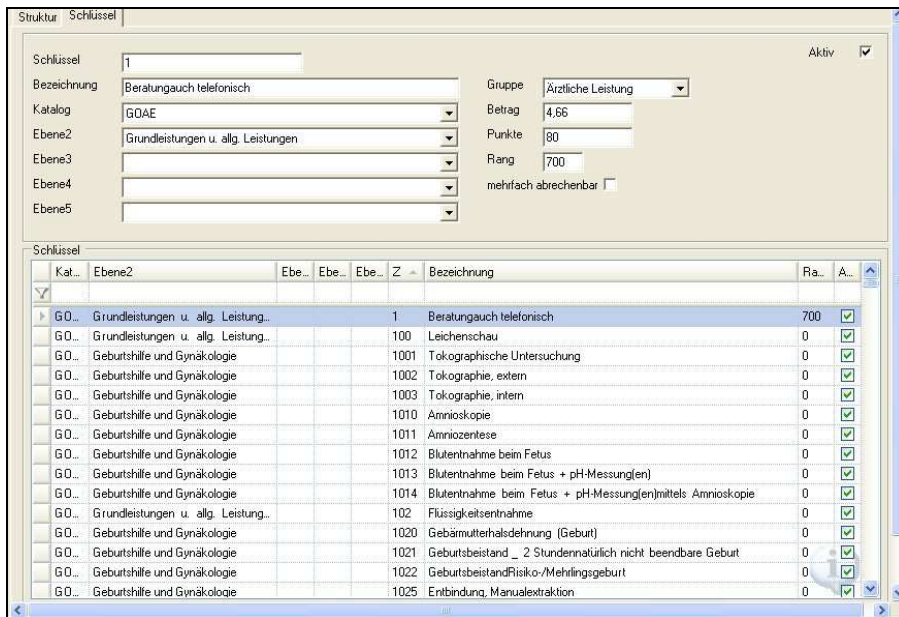 Struktur Schlüssel
Aktiv
Schlüssel 1
Bezeichnung Beratungauch telefonisch Gruppe Ärztliche Leistung
Katalog GOAE Betrag 4,66
Ebene2 Grundleistungen u. allg. Leistungen Punkte 80
Ebene3 Rang 700
Ebene4 mehrfach abrechenbar
Ebene5
Schlüssel
Kat... Ebene2 Ebe... Ebe... Ebe... Z Bezeichnung Ra... A...
GO... Grundleistungen u. allg. Leistung... 1 Beratungauch telefonisch 700
GO... Grundleistungen u. allg. Leistung... 100 Leichenschau 0
GO... Geburtshilfe und Gynäkologie 1001 Tokographische Untersuchung 0
GO... Geburtshilfe und Gynäkologie 1002 Tokographie, extern 0
GO... Geburtshilfe und Gynäkologie 1003 Tokographie, intern 0
GO... Geburtshilfe und Gynäkologie 1010 Amnioskopie 0
GO... Geburtshilfe und Gynäkologie 1011 Amniozentese 0
GO... Geburtshilfe und Gynäkologie 1012 Blutentnahme beim Fetus 0
GO... Geburtshilfe und Gynäkologie 1013 Blutentnahme beim Fetus + pH-Messung(en) 0
GO... Geburtshilfe und Gynäkologie 1014 Blutentnahme beim Fetus + pH-Messung(en)mittels Amnioskopie 0
GO... Grundleistungen u. allg. Leistung... 102 Flüssigkeitsentnahme 0
GO... Geburtshilfe und Gynäkologie 1020 Gebärmutterhalsdehnung (Geburt) 0
GO... Geburtshilfe und Gynäkologie 1021 Geburtsbeistand _ 2 Stundennatürlich nicht beendbare Geburt 0
GO... Geburtshilfe und Gynäkologie 1022 GeburtsbeistandRisiko-/Mehrlingsgeburt 0
GO... Geburtshilfe und Gynäkologie 1025 Entbindung, Manualextraktion 0